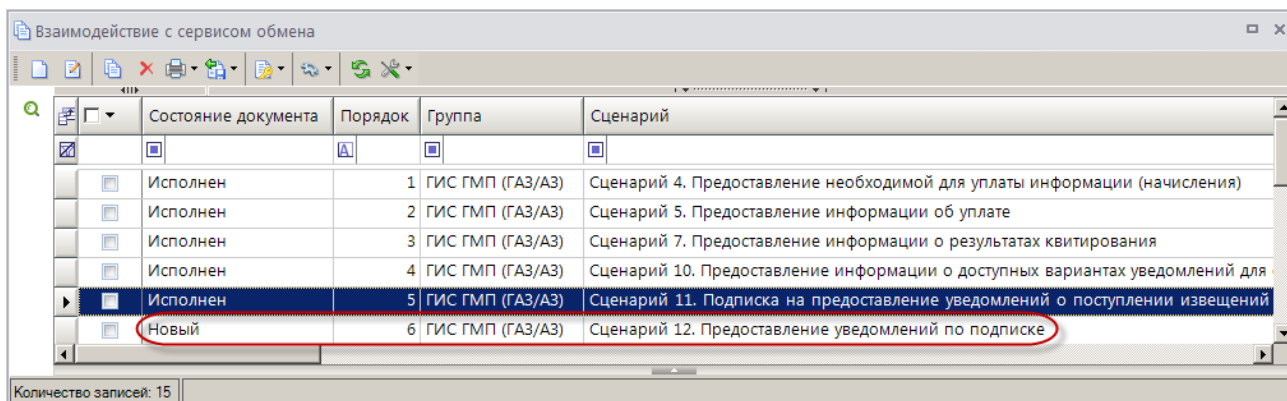 Взаимодействие с сервисом обмена
Состояние документа Порядок Группа Сценарий
Исполнен 1 ГИС ГМП (ГАЗ/АЗ) Сценарий 4. Предоставление необходимой для уплаты информации (начисления)
Исполнен 2 ГИС ГМП (ГАЗ/АЗ) Сценарий 5. Предоставление информации об уплате
Исполнен 3 ГИС ГМП (ГАЗ/АЗ) Сценарий 7. Предоставление информации о результатах квитирования
Исполнен 4 ГИС ГМП (ГАЗ/АЗ) Сценарий 10. Предоставление информации о доступных вариантах уведомлений для
Исполнен 5 ГИС ГМП (ГАЗ/АЗ) Сценарий 11. Подписка на предоставление уведомлений о поступлении извещений
Новый 6 ГИС ГМП (ГАЗ/АЗ) Сценарий 12. Предоставление уведомлений по подписке
Количество записей: 15